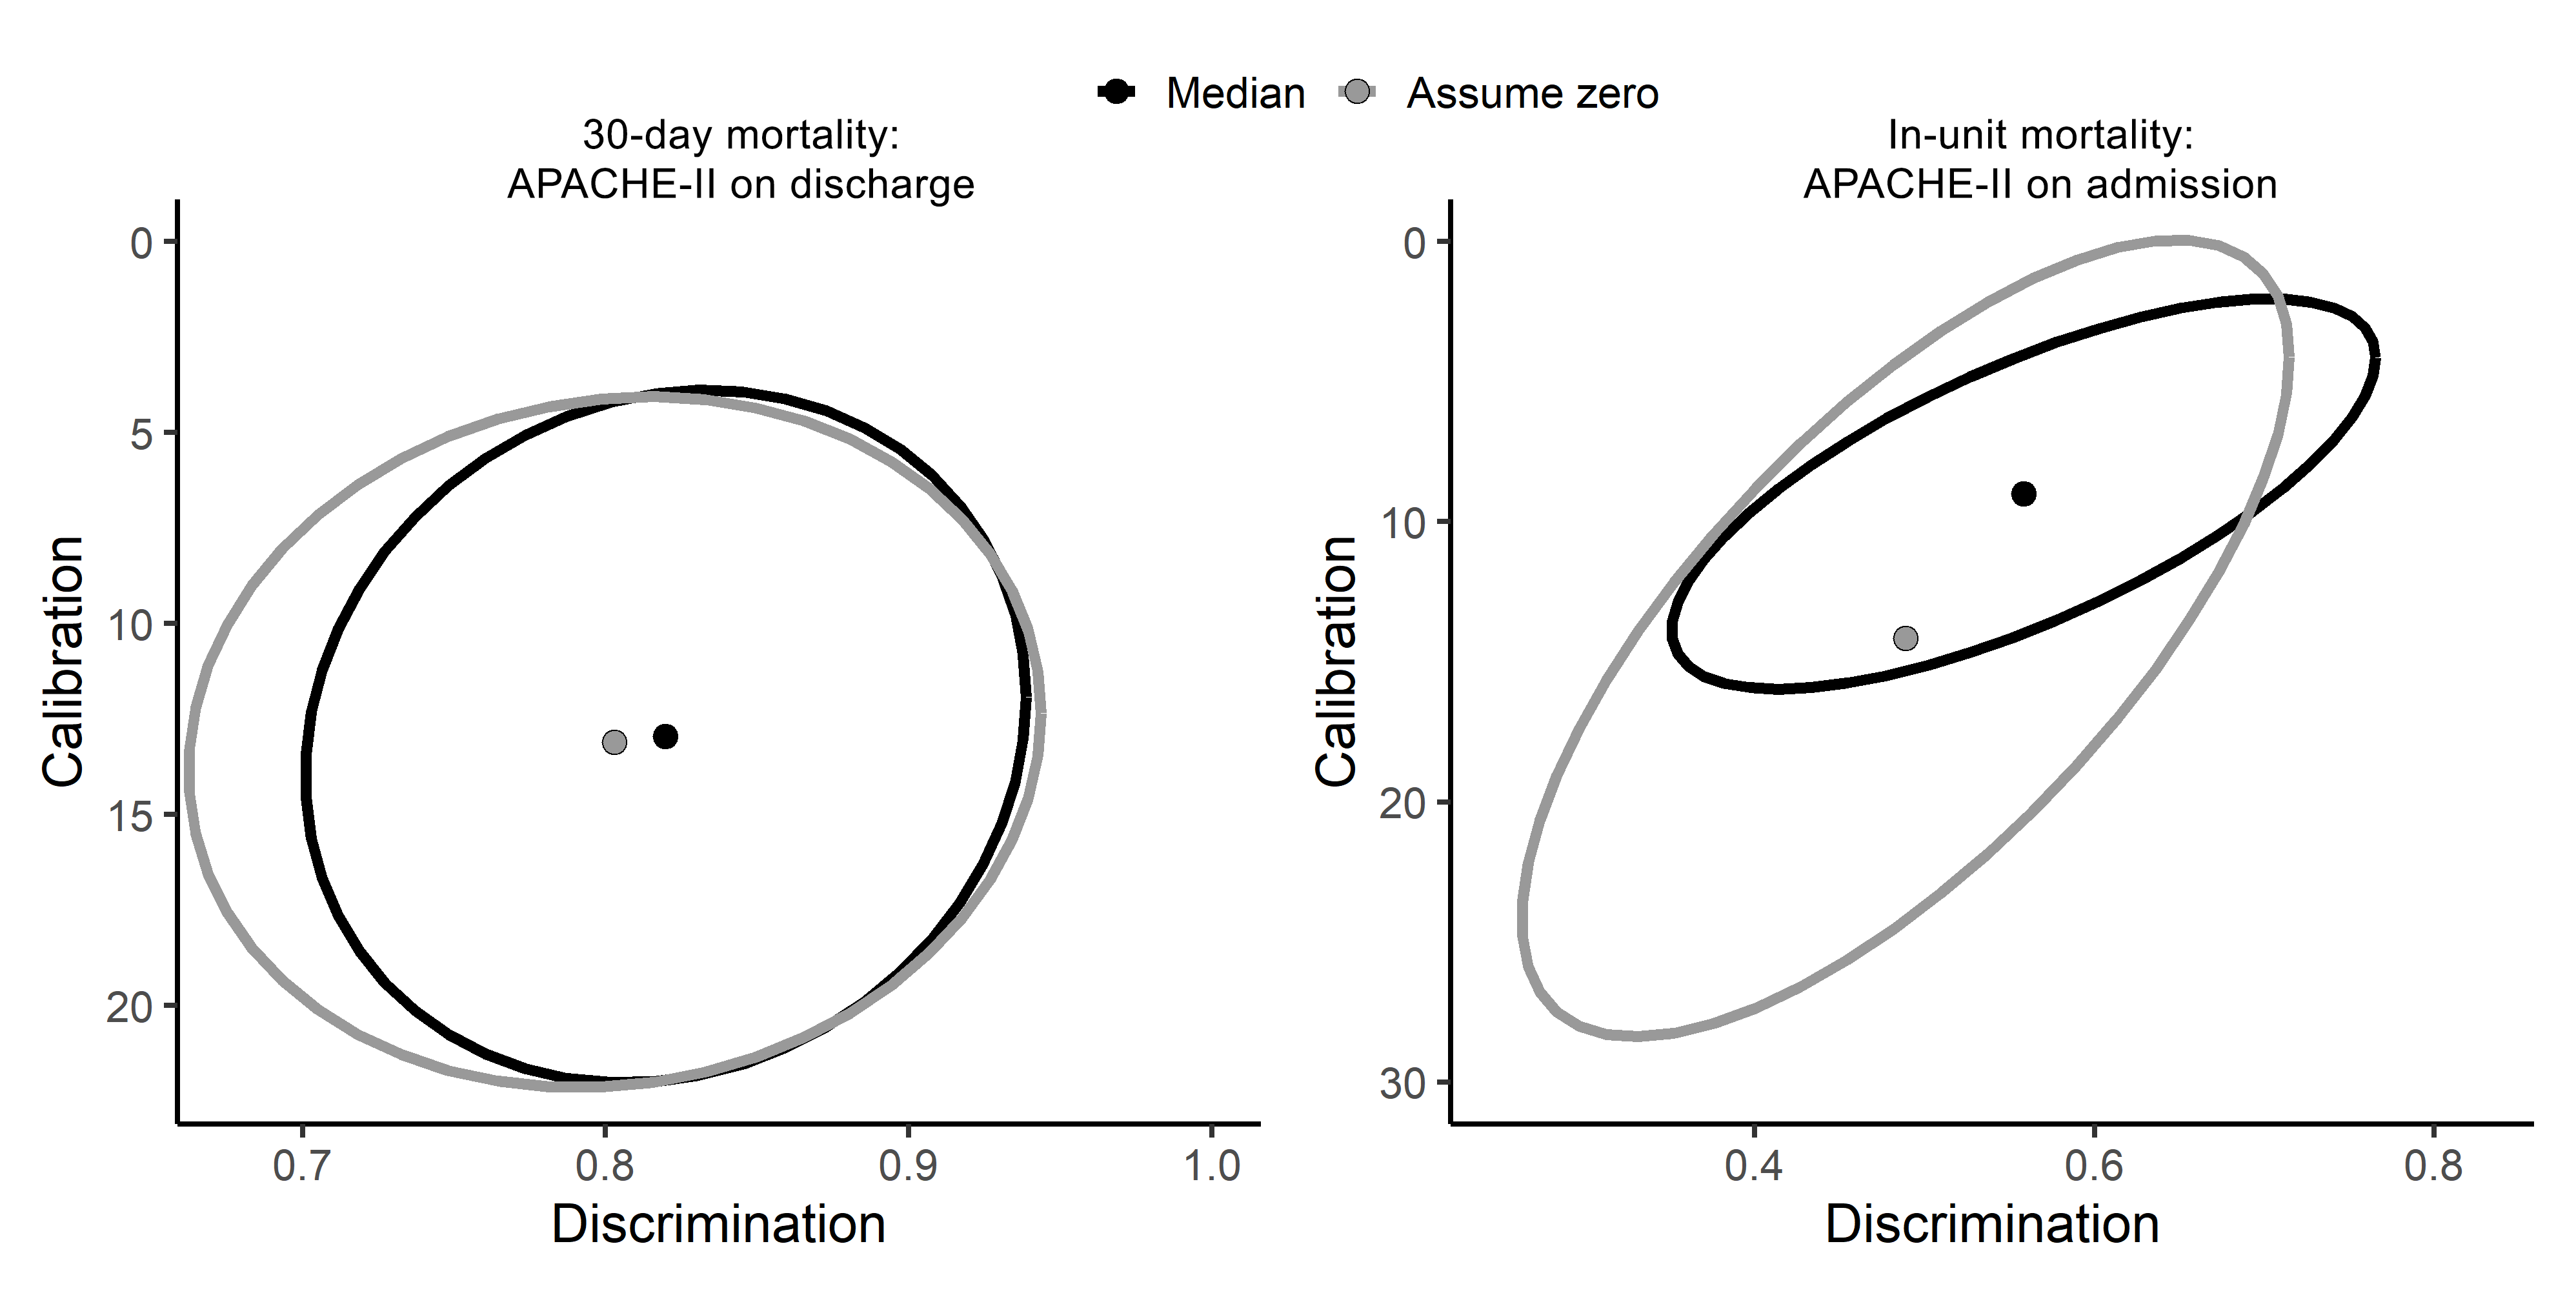 Median Assume zero
30-day mortality:
APACHE-II on discharge
0
5
10
15
20
Calibration
0.7 0.8 0.9 1.0
Discrimination
In-unit mortality:
APACHE-II on admission
0
10
20
30
Calibration
0.4 0.6 0.8
Discrimination